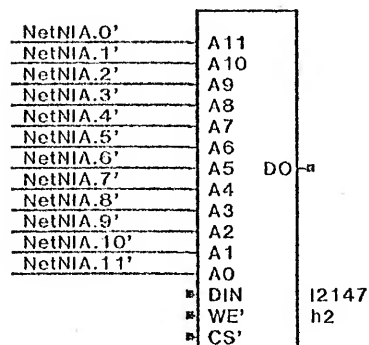 NetNIA.0'
NetNIA.1'
NetNIA.2'
NetNIA.3'
NetNIA.4'
NetNIA.5'
NetNIA.6'
NetNIA.7'
NetNIA.8'
NetNIA.9'
NetNIA.10'
NetNIA.11'
A11
A10
A9
A8
A7
A6
A5 DO
A4
A3
A2
A1
A0
DIN I2147
WE' h2
CS'